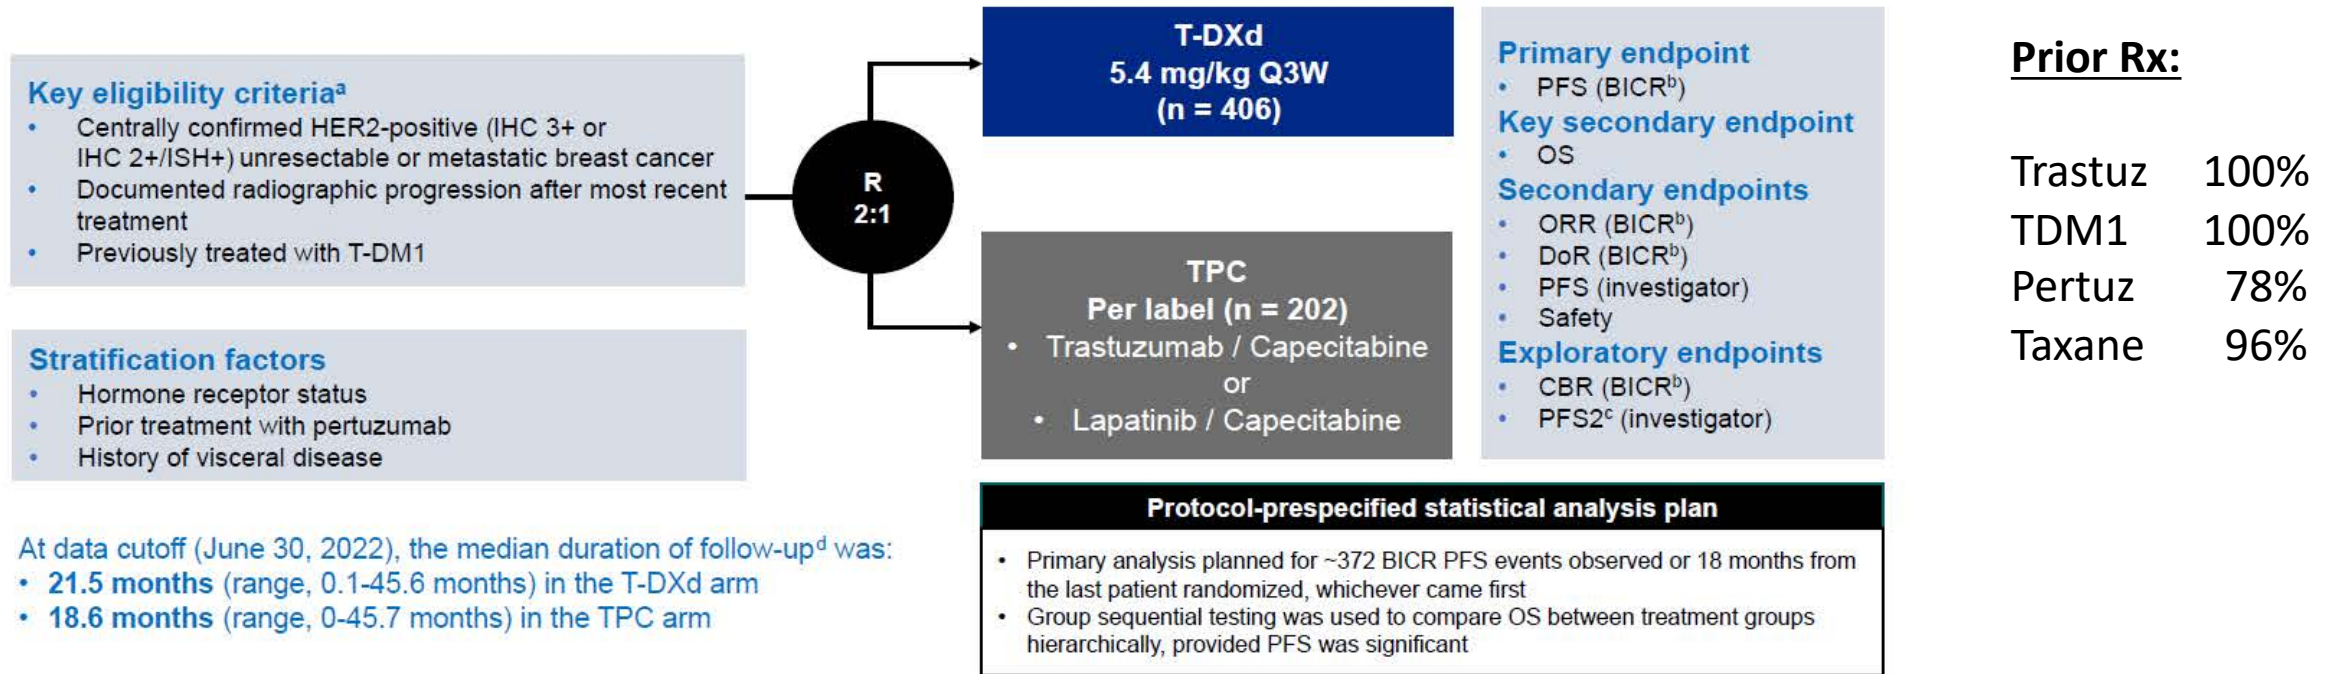 Key eligibility criteriaᵃ
• Centrally confirmed HER2-positive (IHC 3+ or
IHC 2+/ISH+) unresectable or metastatic breast cancer
• Documented radiographic progression after most recent
treatment
• Previously treated with T-DM1
Stratification factors
• Hormone receptor status
• Prior treatment with pertuzumab
• History of visceral disease
At data cutoff (June 30, 2022), the median duration of follow-upᵈ was:
• 21.5 months (range, 0.1-45.6 months) in the T-DXd arm
• 18.6 months (range, 0-45.7 months) in the TPC arm
R
2:1
T-DXd
5.4 mg/kg Q3W
(n = 406)
TPC
Per label (n = 202)
• Trastuzumab / Capecitabine
or
• Lapatinib / Capecitabine
Primary endpoint
• PFS (BICRᵇ)
Key secondary endpoint
• OS
Secondary endpoints
• ORR (BICRᵇ)
• DoR (BICRᵇ)
• PFS (investigator)
• Safety
Exploratory endpoints
• CBR (BICRᵇ)
• PFS2ᶜ (investigator)
Protocol-prespecified statistical analysis plan
• Primary analysis planned for ~372 BICR PFS events observed or 18 months from
the last patient randomized, whichever came first
• Group sequential testing was used to compare OS between treatment groups
hierarchically, provided PFS was significant
Prior Rx:
Trastuz 100%
TDM1 100%
Pertuz 78%
Taxane 96%